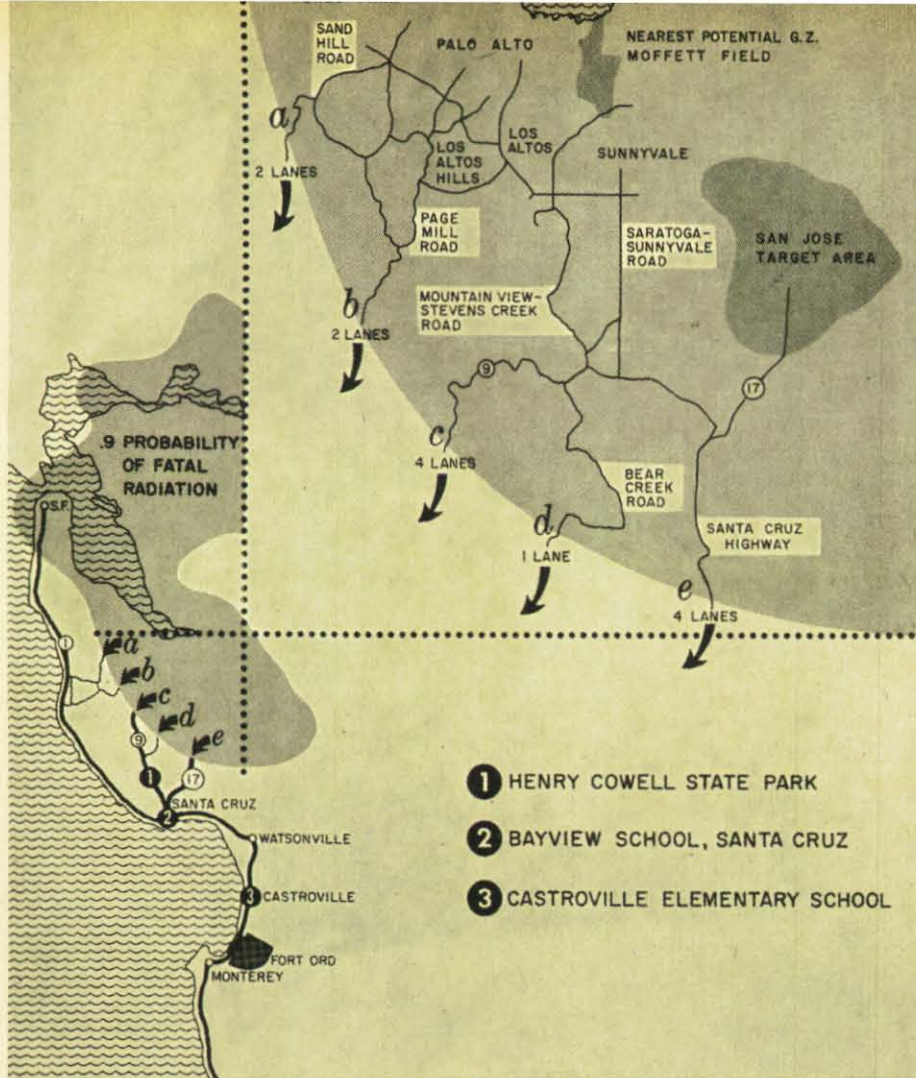 SAND
HILL
ROAD
PALO ALTO
NEAREST POTENTIAL G.Z.
MOFFETT FIELD
a
2 LANES
LOS
ALTOS
HILLS
LOS
ALTOS
SUNNYVALE
PAGE
MILL
ROAD
SARATOGA-
SUNNYVALE
ROAD
SAN JOSE
TARGET AREA
MOUNTAIN VIEW-
STEVENS CREEK
ROAD
b
2 LANES
9
17
c
4 LANES
BEAR
CREEK
ROAD
d
1 LANE
SANTA CRUZ
HIGHWAY
e
4 LANES
.9 PROBABILITY
OF FATAL
RADIATION
S.F.
1
a
b
c
d
e
9
17
1
SANTA CRUZ
2
WATSONVILLE
3 CASTROVILLE
FORT ORD
MONTEREY
1 HENRY COWELL STATE PARK
2 BAYVIEW SCHOOL, SANTA CRUZ
3 CASTROVILLE ELEMENTARY SCHOOL